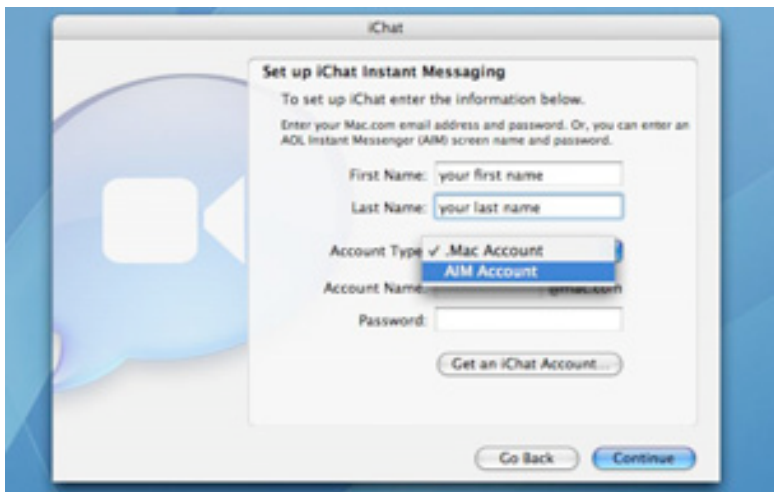 iChat
Set up iChat Instant Messaging
To set up iChat enter the information below.
Enter your Mac.com email address and password. Or, you can enter an
AOL Instant Messenger (AIM) screen name and password.
First Name: your first name
Last Name: your last name
Account Type ✓ .Mac Account
AIM Account
Account Name: @mac.com
Password:
Get an iChat Account...
Go Back Continue